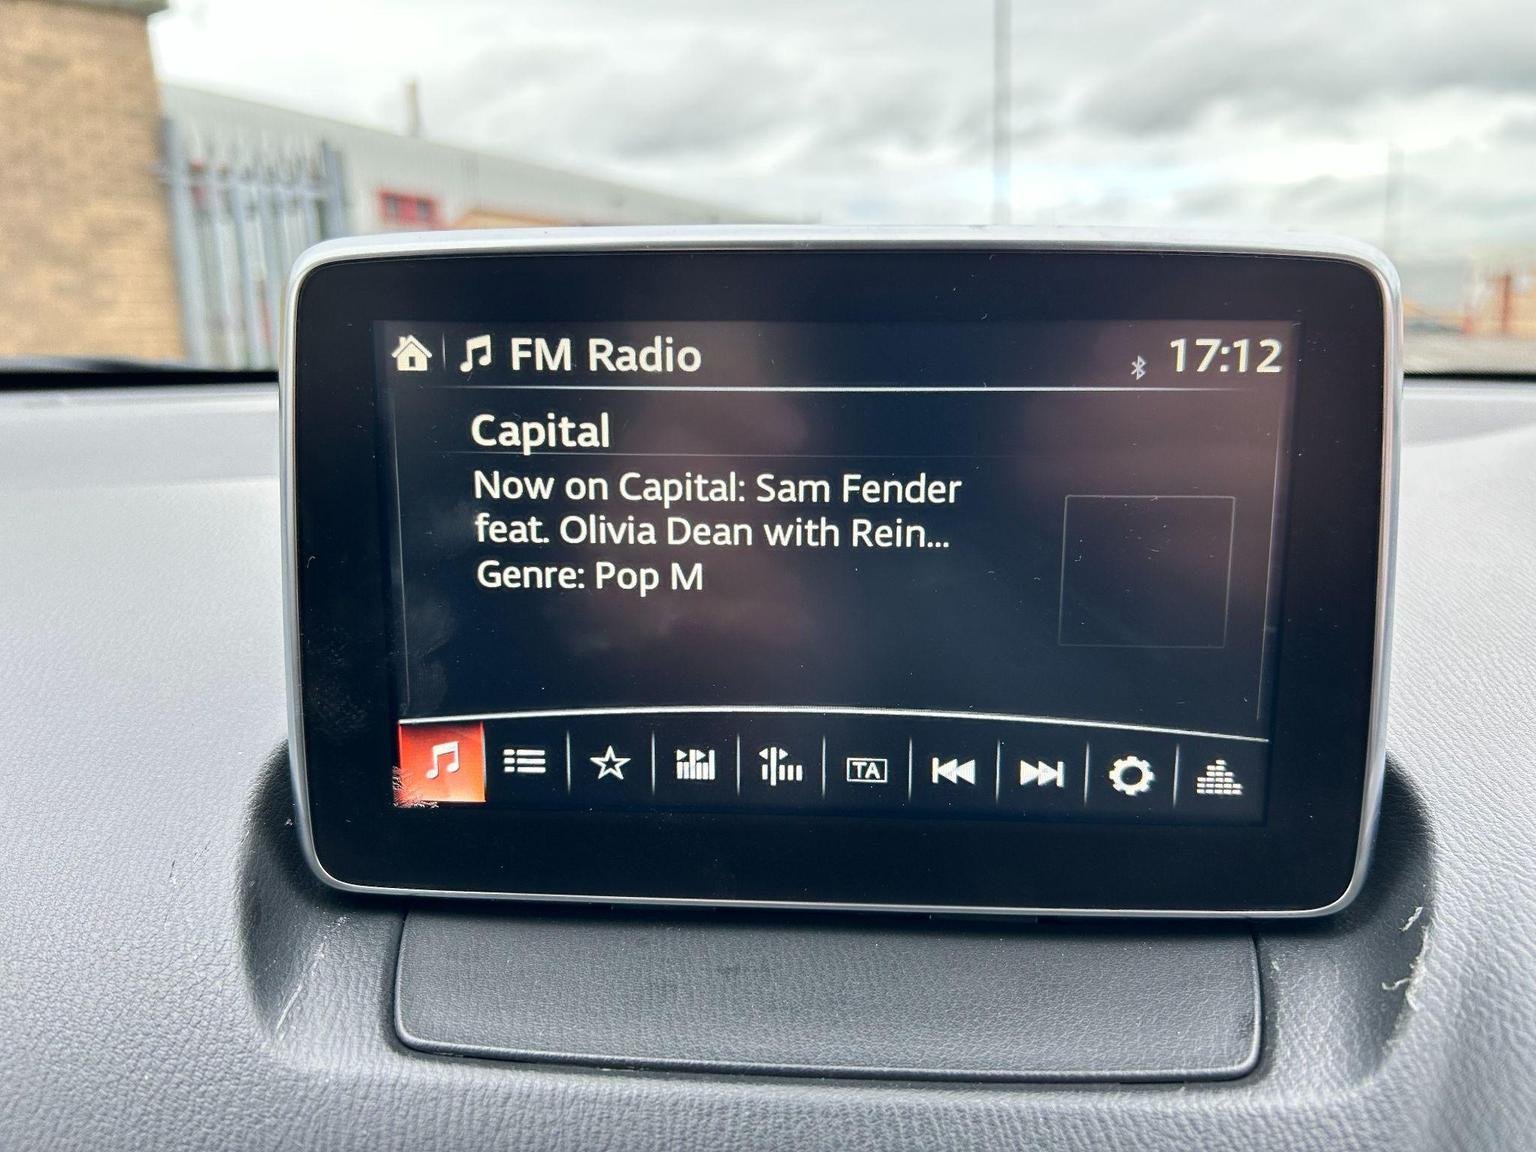 FM Radio
17:12
Capital
Now on Capital: Sam Fender
feat. Olivia Dean with Rein...
Genre: Pop M
TA